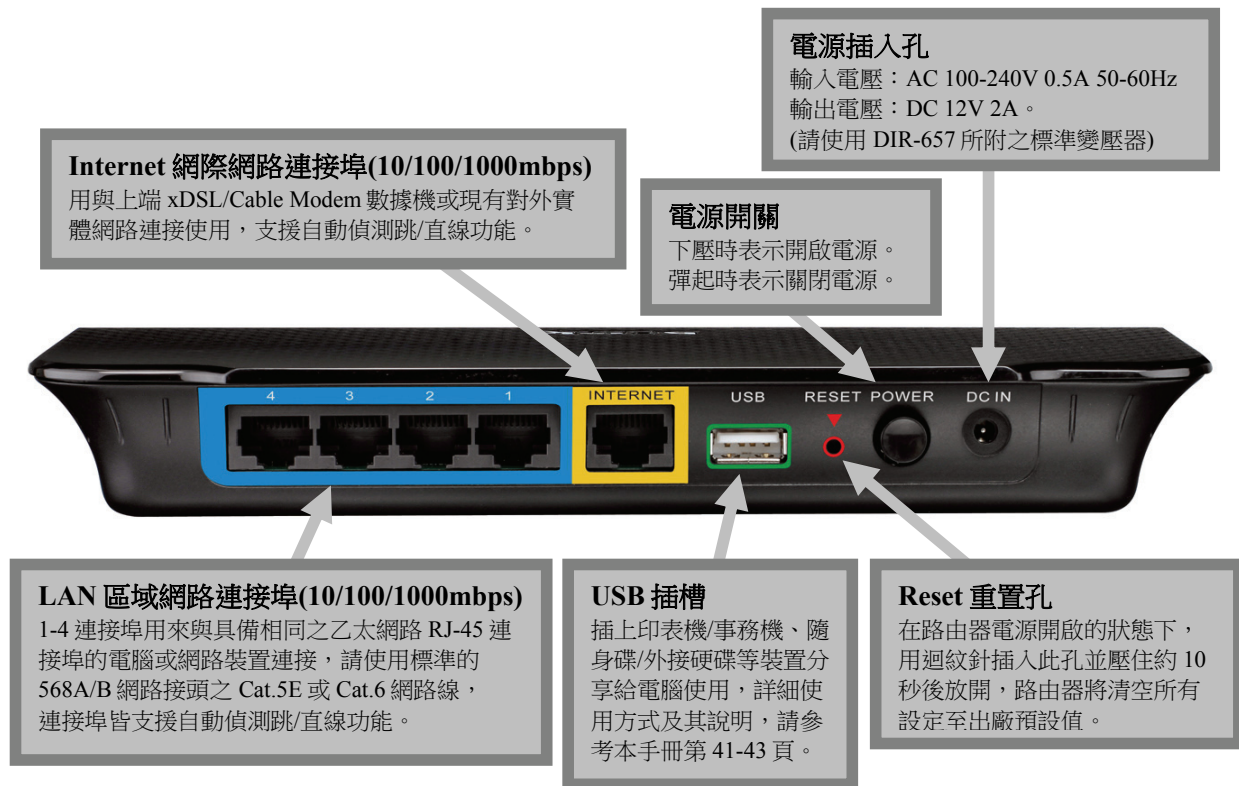 電源插入孔
輸入電壓：AC 100-240V 0.5A 50-60Hz
輸出電壓：DC 12V 2A。
(請使用 DIR-657 所附之標準變壓器)
Internet 網際網路連接埠(10/100/1000mbps)
用與上端 xDSL/Cable Modem 數據機或現有對外實
體網路連接使用，支援自動偵測跳/直線功能。
電源開關
下壓時表示開啟電源。
彈起時表示關閉電源。
4 3 2 1 INTERNET USB RESET POWER DC IN
LAN 區域網路連接埠(10/100/1000mbps)
1-4 連接埠用來與具備相同之乙太網路 RJ-45 連
接埠的電腦或網路裝置連接，請使用標準的
568A/B 網路接頭之 Cat.5E 或 Cat.6 網路線，
連接埠皆支援自動偵測跳/直線功能。
USB 插槽
插上印表機/事務機、隨
身碟/外接硬碟等裝置分
享給電腦使用，詳細使
用方式及其說明，請參
考本手冊第 41-43 頁。
Reset 重置孔
在路由器電源開啟的狀態下，
用迴紋針插入此孔並壓住約 10
秒後放開，路由器將清空所有
設定至出廠預設值。